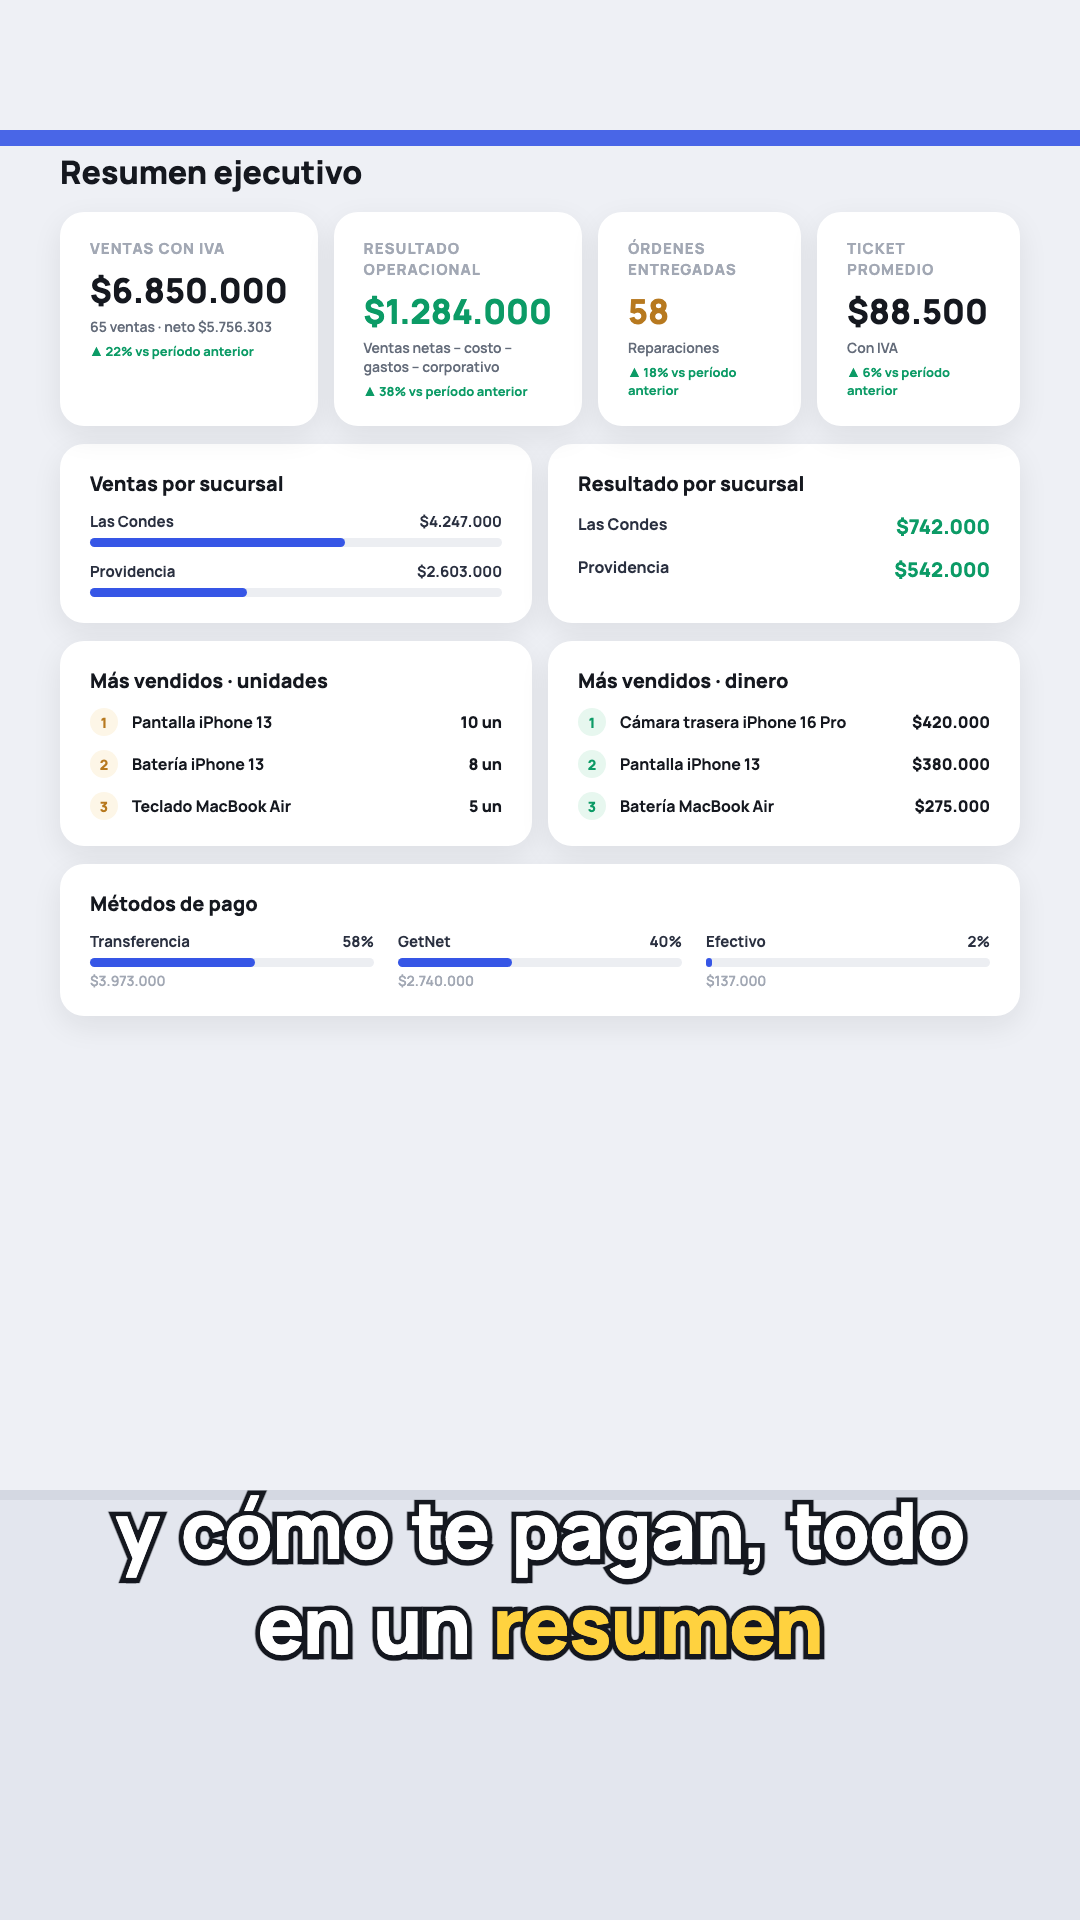 Resumen ejecutivo
VENTAS CON IVA
$6.850.000
65 ventas · neto $5.756.303
▲ 22% vs período anterior
RESULTADO
OPERACIONAL
$1.284.000
Ventas netas – costo –
gastos – corporativo
▲ 38% vs período anterior
ÓRDENES
ENTREGADAS
58
Reparaciones
▲ 18% vs período
anterior
TICKET
PROMEDIO
$88.500
Con IVA
▲ 6% vs período
anterior
Ventas por sucursal
Las Condes $4.247.000
Providencia $2.603.000
Resultado por sucursal
Las Condes $742.000
Providencia $542.000
Más vendidos · unidades
1 Pantalla iPhone 13 10 un
2 Batería iPhone 13 8 un
3 Teclado MacBook Air 5 un
Más vendidos · dinero
1 Cámara trasera iPhone 16 Pro $420.000
2 Pantalla iPhone 13 $380.000
3 Batería MacBook Air $275.000
Métodos de pago
Transferencia 58%
$3.973.000
GetNet 40%
$2.740.000
Efectivo 2%
$137.000
y cómo te pagan, todo
en un resumen